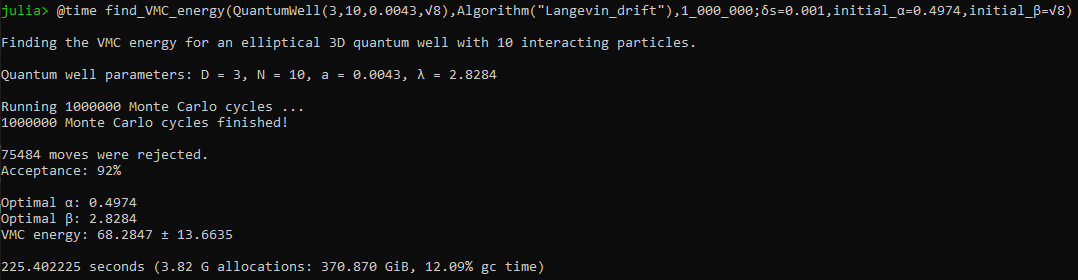 julia> @time find_VMC_energy(QuantumWell(3,10,0.0043,√8),Algorithm("Langevin_drift"),1_000_000;δs=0.001,initial_α=0.4974,initial_β=√8)
Finding the VMC energy for an elliptical 3D quantum well with 10 interacting particles.
Quantum well parameters: D = 3, N = 10, a = 0.0043, λ = 2.8284
Running 1000000 Monte Carlo cycles ...
1000000 Monte Carlo cycles finished!
75484 moves were rejected.
Acceptance: 92%
Optimal α: 0.4974
Optimal β: 2.8284
VMC energy: 68.2847 ± 13.6635
225.402225 seconds (3.82 G allocations: 370.870 GiB, 12.09% gc time)